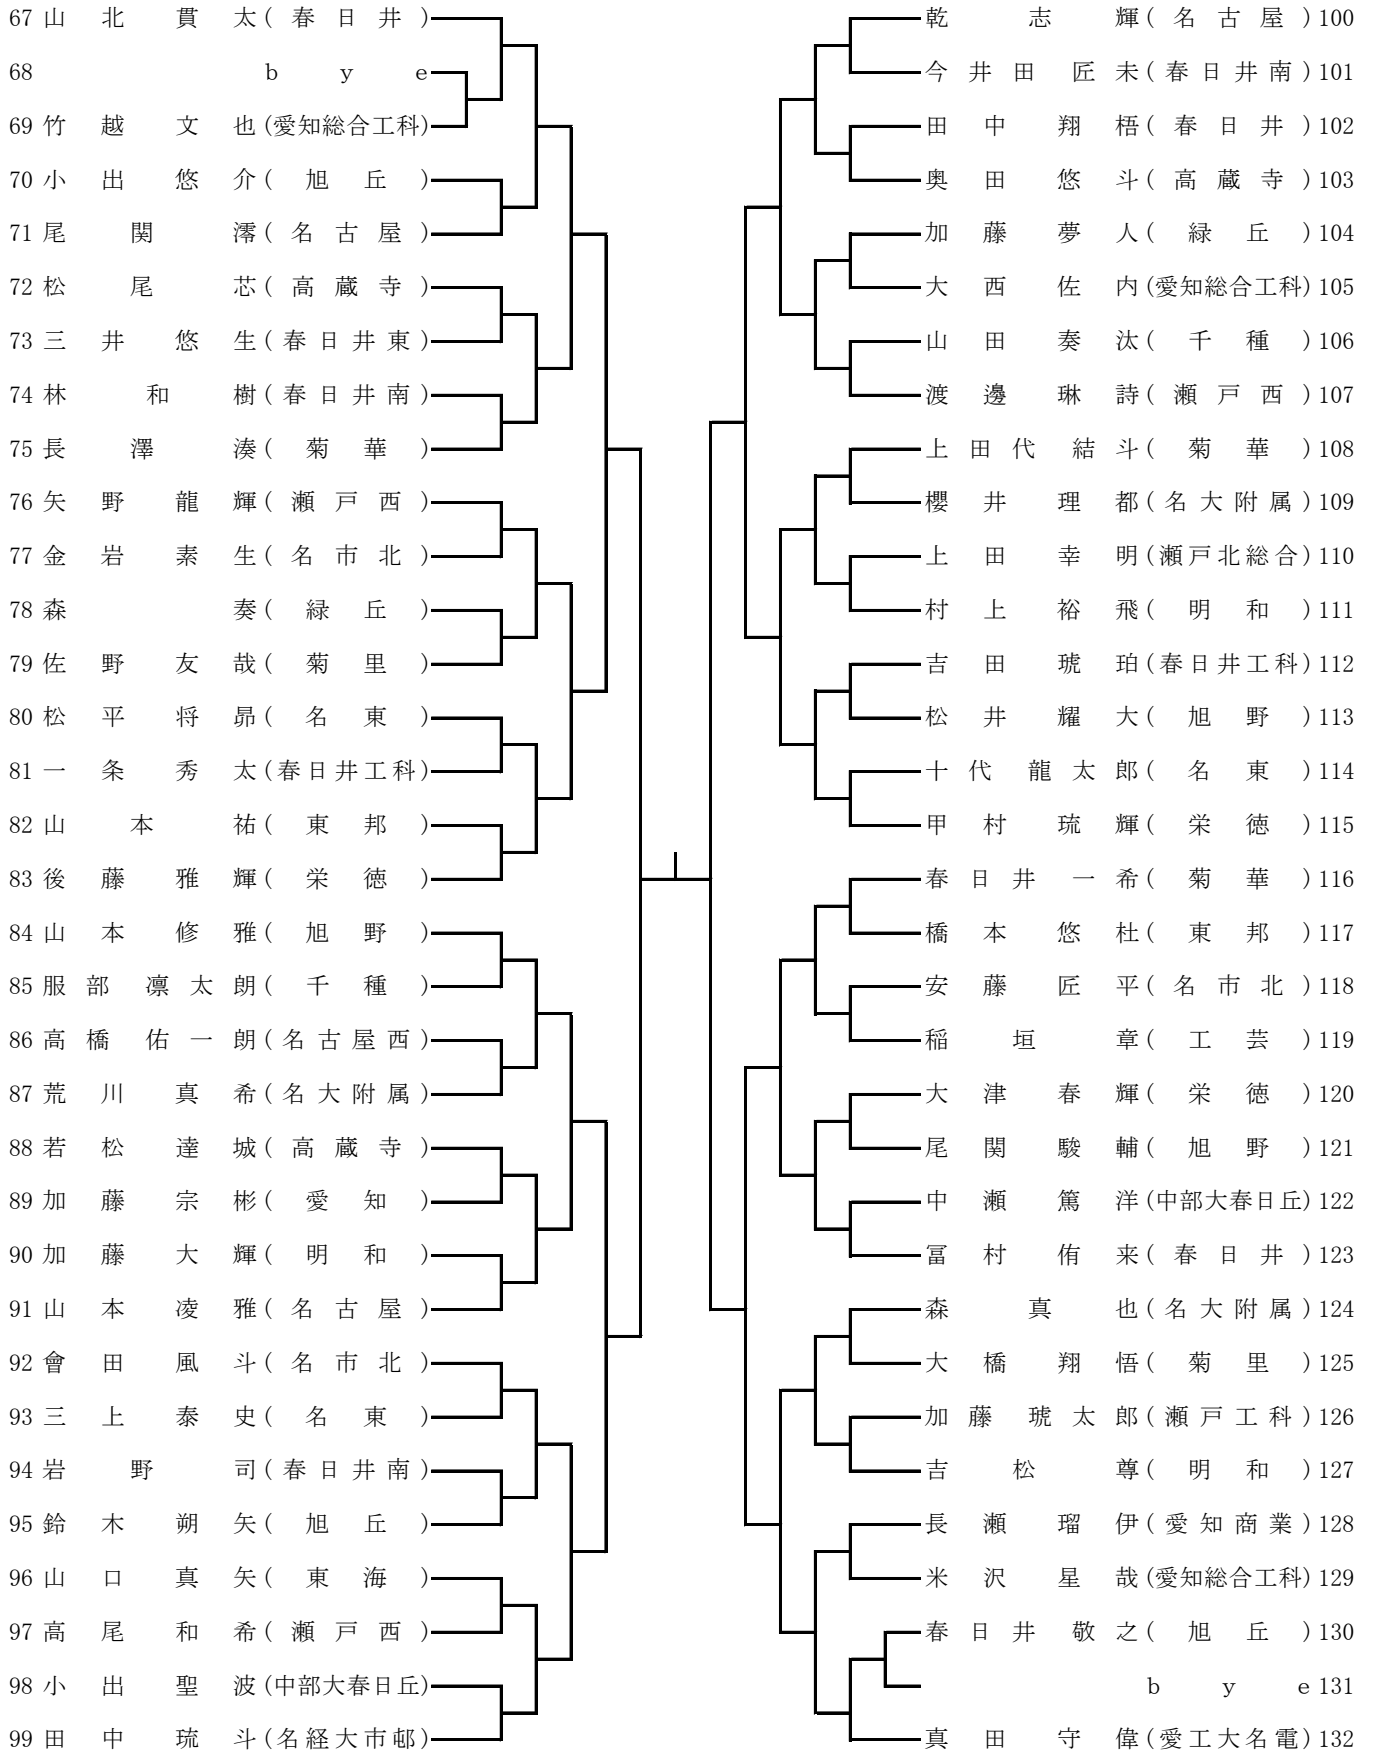 67 山北貫太(春日井)
68 bye
69 竹越文也(愛知総合工科)
70 小出悠介(旭丘)
71 尾関澪(名古屋)
72 松尾芯(高蔵寺)
73 三井悠生(春日井東)
74 林和樹(春日井南)
75 長澤湊(菊華)
76 矢野龍輝(瀬戸西)
77 金岩素生(名市北)
78 森奏(緑丘)
79 佐野友哉(菊里)
80 松平将昴(名東)
81 一条秀太(春日井工科)
82 山本祐(東邦)
83 後藤雅輝(栄徳)
84 山本修雅(旭野)
85 服部凛太朗(千種)
86 高橋佑一朗(名古屋西)
87 荒川真希(名大附属)
88 若松達城(高蔵寺)
89 加藤宗彬(愛知)
90 加藤大輝(明和)
91 山本凌雅(名古屋)
92 會田風斗(名市北)
93 三上泰史(名東)
94 岩野司(春日井南)
95 鈴木朔矢(旭丘)
96 山口真矢(東海)
97 高尾和希(瀬戸西)
98 小出聖波(中部大春日丘)
99 田中琉斗(名経大市邨)
乾志輝(名古屋)100
今井田匠未(春日井南)101
田中翔梧(春日井)102
奥田悠斗(高蔵寺)103
加藤夢人(緑丘)104
大西佐内(愛知総合工科)105
山田奏汰(千種)106
渡邊琳詩(瀬戸西)107
上田代結斗(菊華)108
櫻井理都(名大附属)109
上田幸明(瀬戸北総合)110
村上裕飛(明和)111
吉田琥珀(春日井工科)112
松井耀大(旭野)113
十代龍太郎(名東)114
甲村琉輝(栄徳)115
春日井一希(菊華)116
橋本悠杜(東邦)117
安藤匠平(名市北)118
稲垣章(工芸)119
大津春輝(栄徳)120
尾関駿輔(旭野)121
中瀬篤洋(中部大春日丘)122
冨村侑来(春日井)123
森真也(名大附属)124
大橋翔悟(菊里)125
加藤琥太郎(瀬戸工科)126
吉松尊(明和)127
長瀬瑠伊(愛知商業)128
米沢星哉(愛知総合工科)129
春日井敬之(旭丘)130
bye 131
真田守偉(愛工大名電)132